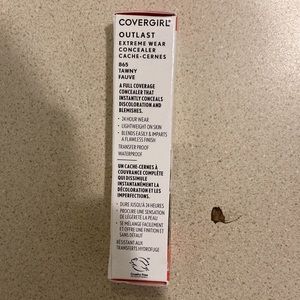 COVERGIRL®
OUTLAST
EXTREME WEAR
CONCEALER
CACHE-CERNES
865
TAWNY
FAUVE
A FULL COVERAGE
CONCEALER THAT
INSTANTLY CONCEALS
DISCOLORATION AND
BLEMISHES.
• 24 HOUR WEAR
• LIGHTWEIGHT ON SKIN
• BLENDS EASILY & IMPARTS
A FLAWLESS FINISH
TRANSFER PROOF
WATERPROOF
UN CACHE-CERNES À
COUVRANCE COMPLÈTE
QUI DISSIMULE
INSTANTANÉMENT LA
DÉCOLORATION ET LES
IMPERFECTIONS.
• DURE JUSQU'À 24 HEURES
• PROCURE UNE SENSATION
DE LÉGÈRETÉ LA PEAU
• SE MÉLANGE FACILEMENT
ET OFFRE UNE FINITION ET
SANS DÉFAUT
RÉSISTANT AUX
TRANSFERTS HYDROFUGE
Cruelty Free